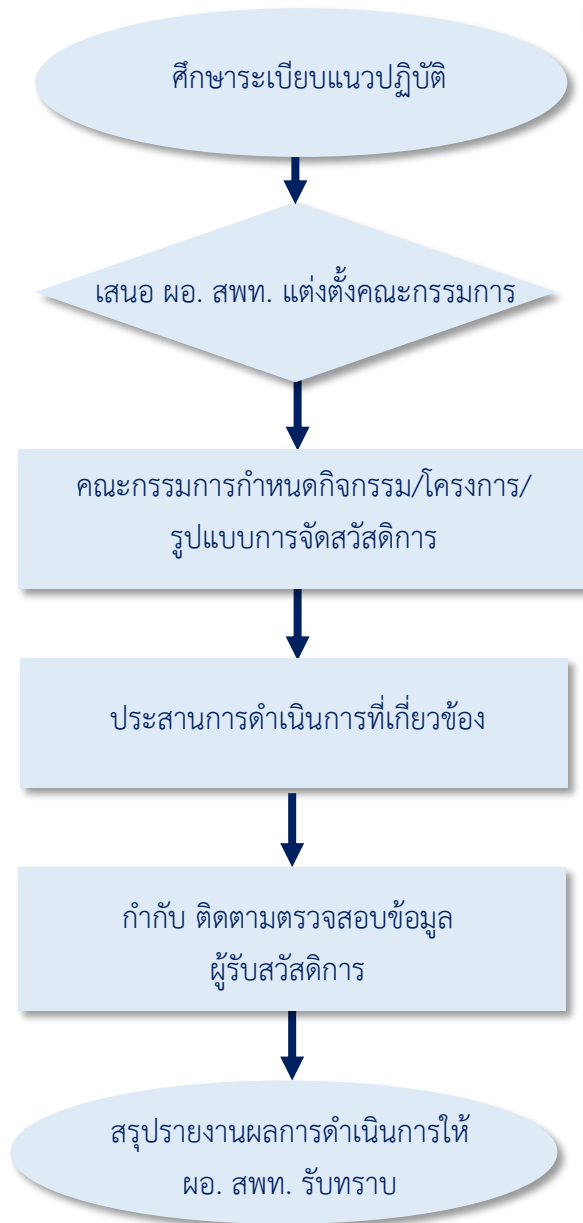 ศึกษาระเบียบแนวปฏิบัติ
เสนอ ผอ. สพท. แต่งตั้งคณะกรรมการ
คณะกรรมการกำหนดกิจกรรม/โครงการ/
รูปแบบการจัดสวัสดิการ
ประสานการดำเนินการที่เกี่ยวข้อง
กำกับ ติดตามตรวจสอบข้อมูล
ผู้รับสวัสดิการ
สรุปรายงานผลการดำเนินการให้
ผอ. สพท. รับทราบ